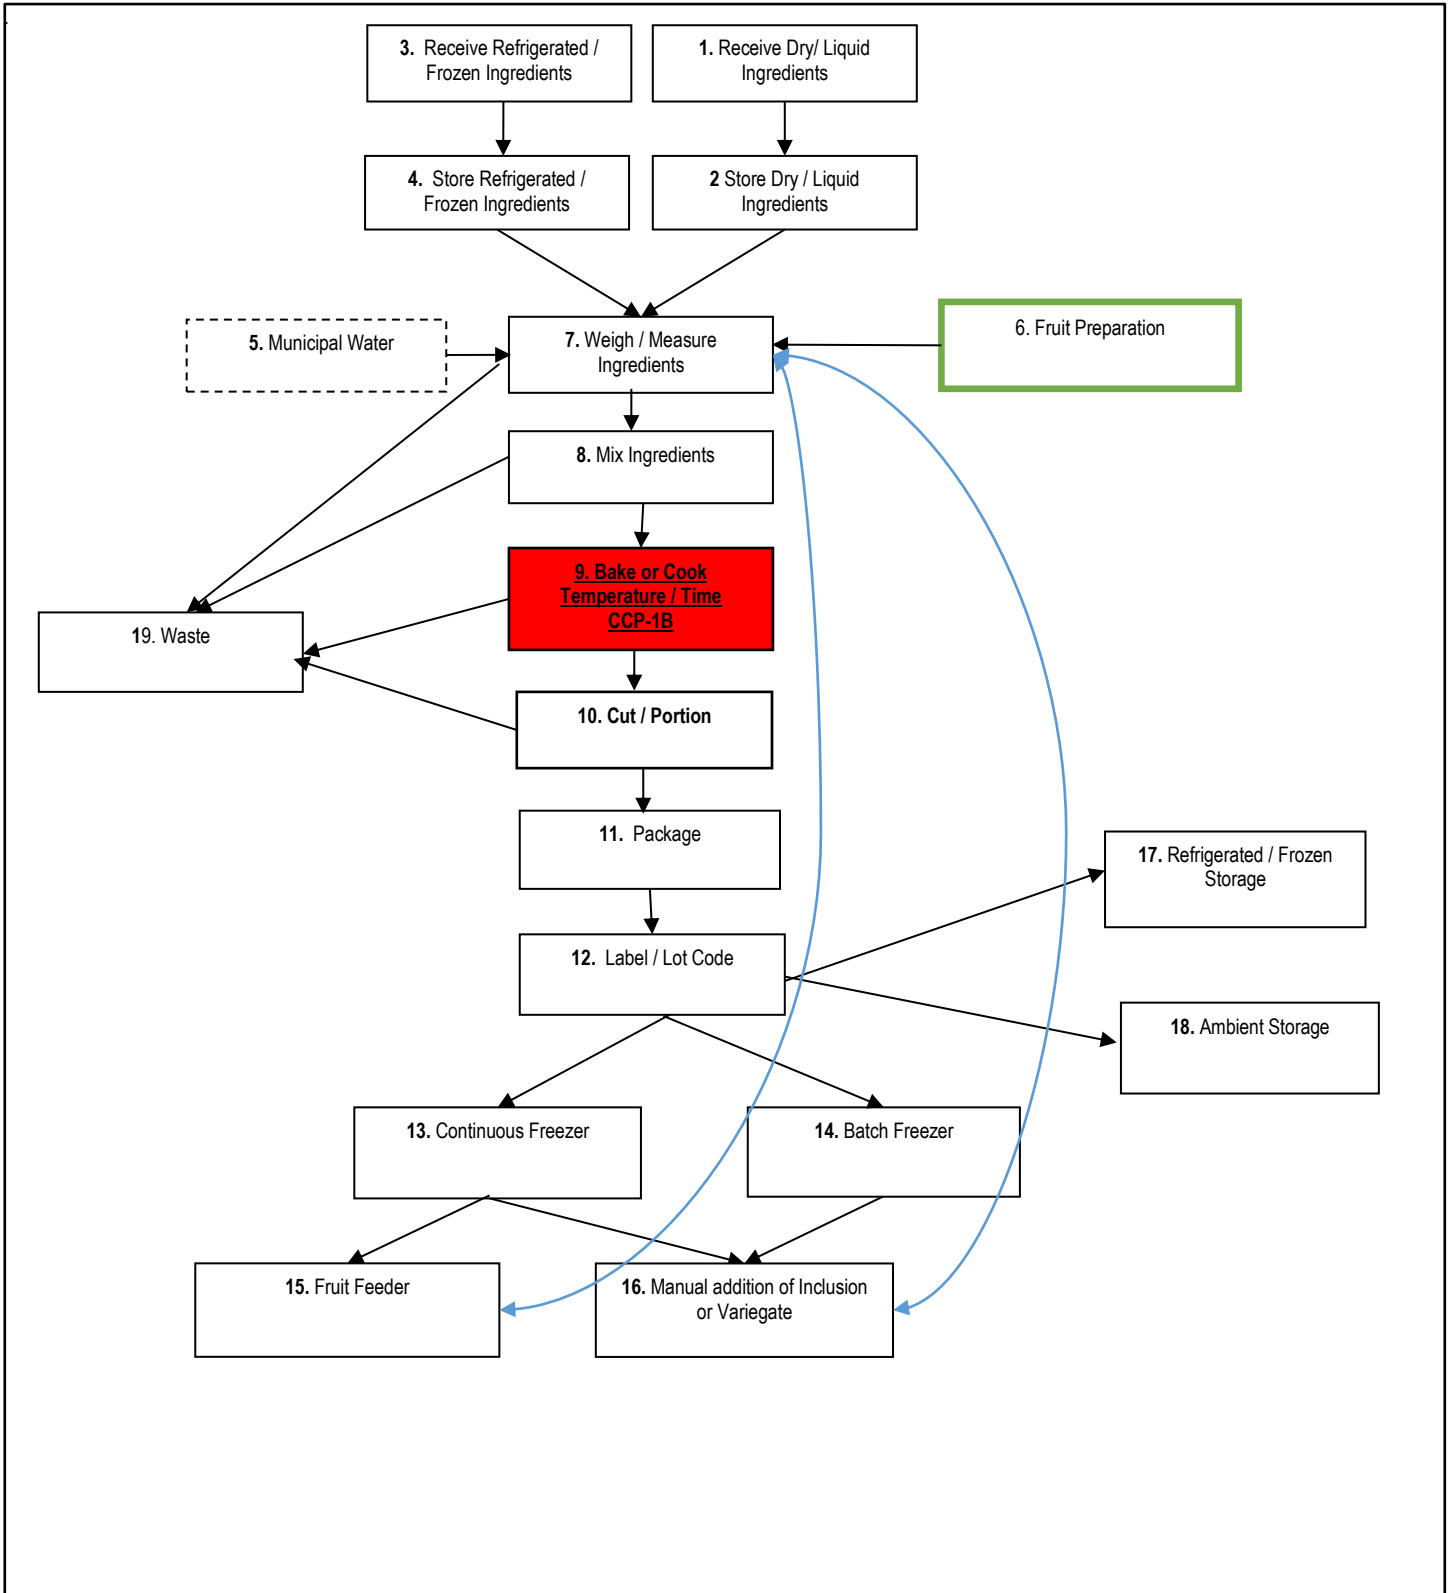 3. Receive Refrigerated /
Frozen Ingredients
1. Receive Dry/ Liquid
Ingredients
4. Store Refrigerated /
Frozen Ingredients
2 Store Dry / Liquid
Ingredients
5. Municipal Water
7. Weigh / Measure
Ingredients
6. Fruit Preparation
8. Mix Ingredients
9. Bake or Cook
Temperature / Time
CCP-1B
19. Waste
10. Cut / Portion
11. Package
17. Refrigerated / Frozen
Storage
12. Label / Lot Code
18. Ambient Storage
13. Continuous Freezer
14. Batch Freezer
15. Fruit Feeder
16. Manual addition of Inclusion
or Variegate